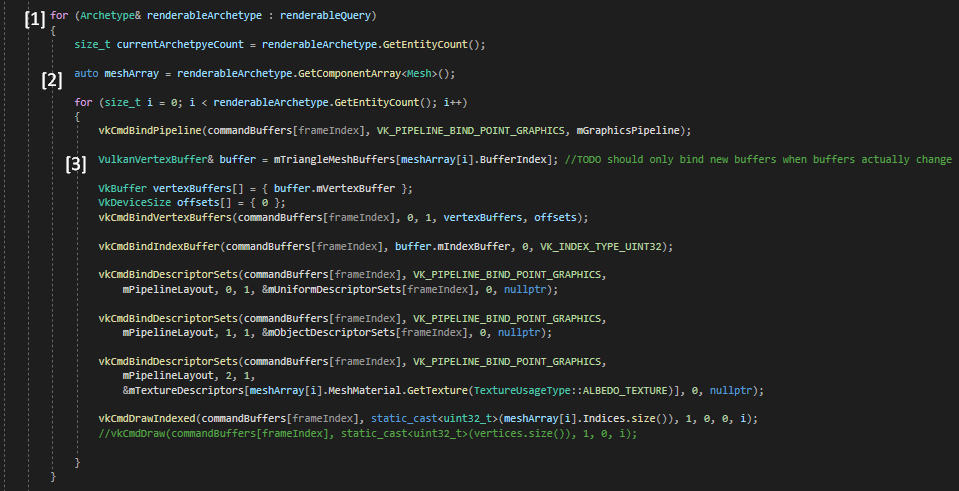 [1] for (Archetype& renderableArchetype : renderableQuery)
{
size_t currentArchetpyeCount = renderableArchetype.GetEntityCount();
[2] auto meshArray = renderableArchetype.GetComponentArray<Mesh>();
for (size_t i = 0; i < renderableArchetype.GetEntityCount(); i++)
{
vkCmdBindPipeline(commandBuffers[frameIndex], VK_PIPELINE_BIND_POINT_GRAPHICS, mGraphicsPipeline);
[3] VulkanVertexBuffer& buffer = mTriangleMeshBuffers[meshArray[i].BufferIndex]; //TODO should only bind new buffers when buffers actually change
VkBuffer vertexBuffers[] = { buffer.mVertexBuffer };
VkDeviceSize offsets[] = { 0 };
vkCmdBindVertexBuffers(commandBuffers[frameIndex], 0, 1, vertexBuffers, offsets);
vkCmdBindIndexBuffer(commandBuffers[frameIndex], buffer.mIndexBuffer, 0, VK_INDEX_TYPE_UINT32);
vkCmdBindDescriptorSets(commandBuffers[frameIndex], VK_PIPELINE_BIND_POINT_GRAPHICS,
mPipelineLayout, 0, 1, &mUniformDescriptorSets[frameIndex], 0, nullptr);
vkCmdBindDescriptorSets(commandBuffers[frameIndex], VK_PIPELINE_BIND_POINT_GRAPHICS,
mPipelineLayout, 1, 1, &mObjectDescriptorSets[frameIndex], 0, nullptr);
vkCmdBindDescriptorSets(commandBuffers[frameIndex], VK_PIPELINE_BIND_POINT_GRAPHICS,
mPipelineLayout, 2, 1,
&mTextureDescriptors[meshArray[i].MeshMaterial.GetTexture(TextureUsageType::ALBEDO_TEXTURE)], 0, nullptr);
vkCmdDrawIndexed(commandBuffers[frameIndex], static_cast<uint32_t>(meshArray[i].Indices.size()), 1, 0, 0, i);
//vkCmdDraw(commandBuffers[frameIndex], static_cast<uint32_t>(vertices.size()), 1, 0, i);
}
}